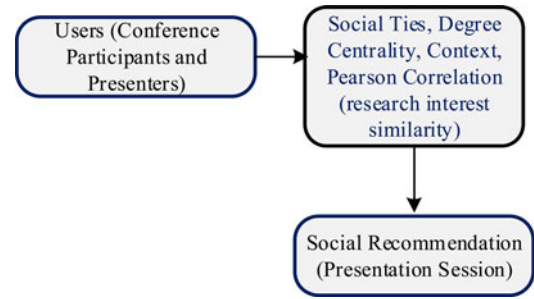 Users (Conference
Participants and
Presenters)
Social Ties, Degree
Centrality, Context,
Pearson Correlation
(research interest
similarity)
Social Recommendation
(Presentation Session)